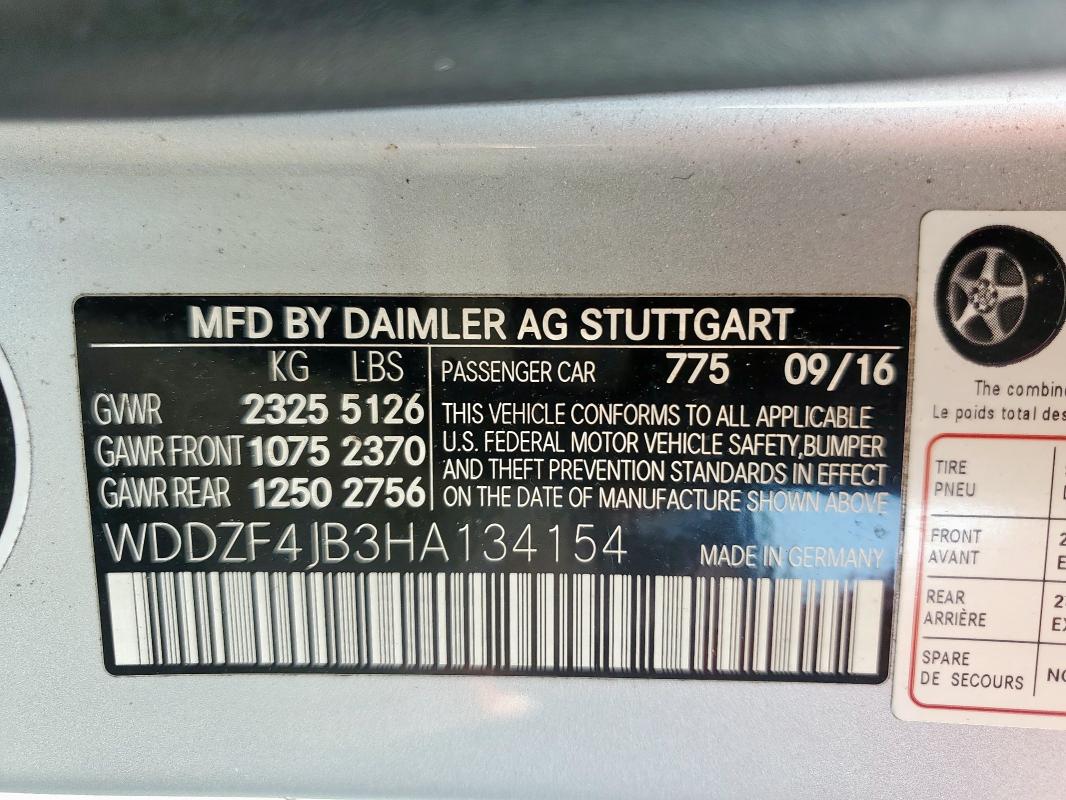 MFD BY DAIMLER AG STUTTGART
KG LBS
GVWR 2325 5126
GAWR FRONT 1075 2370
GAWR REAR 1250 2756
PASSENGER CAR 775 09/16
THIS VEHICLE CONFORMS TO ALL APPLICABLE
U.S. FEDERAL MOTOR VEHICLE SAFETY, BUMPER
AND THEFT PREVENTION STANDARDS IN EFFECT
ON THE DATE OF MANUFACTURE SHOWN ABOVE
WDDZF4JB3HA134154
MADE IN GERMANY
The
Le poids total
TIRE
PNEU
FRONT
AVANT
REAR
ARRIÈRE
SPARE
DE SECOURS